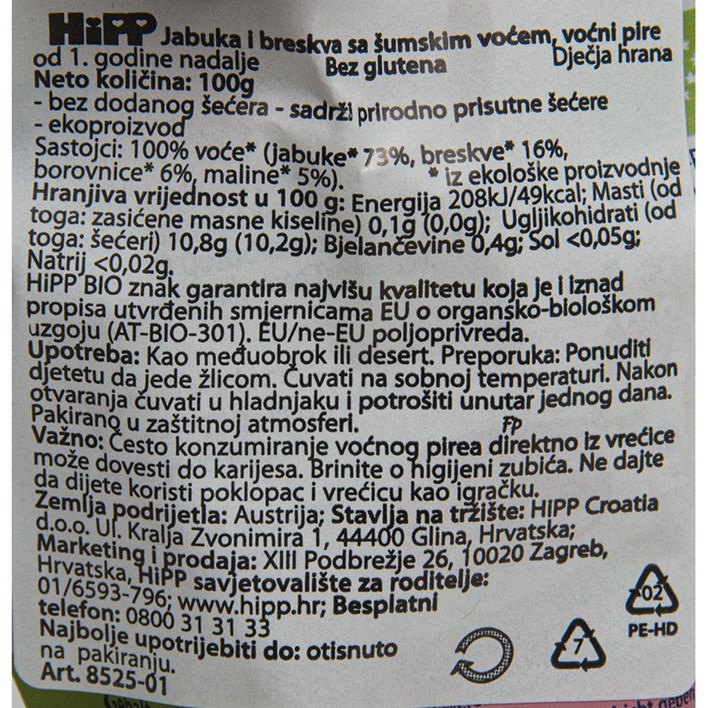 HiPP Jabuka i breskva sa šumskim voćem, voćni pire
od 1. godine nadalje Bez glutena Dječja hrana
Neto količina: 100g
- bez dodanog šećera - sadrži prirodno prisutne šećere
- ekoproizvod
Sastojci: 100% voće* (jabuke* 73%, breskve* 16%,
borovnice* 6%, maline* 5%). * iz ekološke proizvodnje
Hranjiva vrijednost u 100 g: Energija 208kJ/49kcal; Masti (od
toga: zasićene masne kiseline) 0,1g (0,0g); Ugljikohidrati (od
toga: šećeri) 10,8g (10,2g); Bjelančevine 0,4g; Sol <0,05g;
Natrij <0,02g.
HiPP BIO znak garantira najvišu kvalitetu koja je i iznad
propisa utvrđenih smjernicama EU o organsko-biološkom
uzgoju (AT-BIO-301). EU/ne-EU poljoprivreda.
Upotreba: Kao međuobrok ili desert. Preporuka: Ponuditi
djetetu da jede žlicom. Čuvati na sobnoj temperaturi. Nakon
otvaranja čuvati u hladnjaku i potrošiti unutar jednog dana.
Pakirano u zaštitnoj atmosferi. FP
Važno: Često konzumiranje voćnog pirea direktno iz vrećice
može dovesti do karijesa. Brinite o higijeni zubića. Ne dajte
da dijete koristi poklopac i vrećicu kao igračku.
Zemlja podrijetla: Austrija; Stavlja na tržište: HiPP Croatia
d.o.o. Ul. Kralja Zvonimira 1, 44400 Glina, Hrvatska;
Marketing i prodaja: XIII Podbrežje 26, 10020 Zagreb,
Hrvatska, HiPP savjetovalište za roditelje:
01/6593-796; www.hipp.hr; Besplatni
telefon: 0800 31 31 33
Najbolje upotrijebiti do: otisnuto
na pakiranju.
Art. 8525-01
02
PE-HD
7